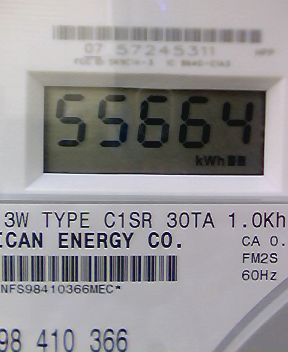 07 57245311
55664
kWh
3W TYPE C1SR 30TA 1.0Kh
ICAN ENERGY CO.
CA 0.
FM2S
60Hz
NFS98410366MEC*
98 410 366